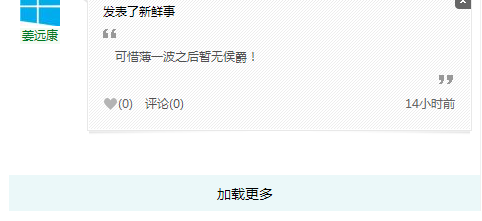 发表了新鲜事
姜远康
“
可惜薄一波之后暂无侯爵！
”
(0) 评论(0) 14小时前
加载更多